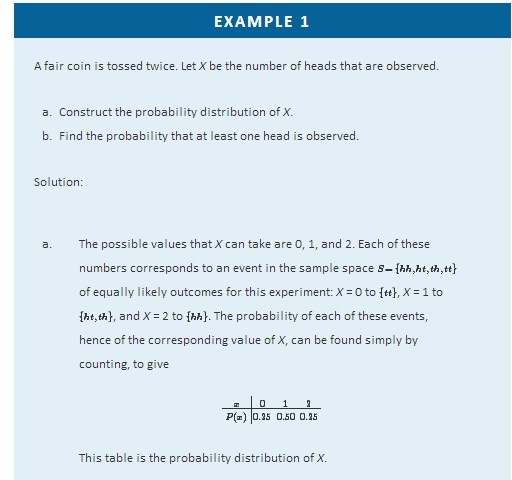 EXAMPLE 1
A fair coin is tossed twice. Let X be the number of heads that are observed.
a. Construct the probability distribution of X.
b. Find the probability that at least one head is observed.
Solution:
a. The possible values that X can take are 0, 1, and 2. Each of these
numbers corresponds to an event in the sample space S={hh,ht,th,tt}
of equally likely outcomes for this experiment: X = 0 to {tt}, X = 1 to
{ht,th}, and X = 2 to {hh}. The probability of each of these events,
hence of the corresponding value of X, can be found simply by
counting, to give
x 0 1 2
P(x) 0.25 0.50 0.25
This table is the probability distribution of X.